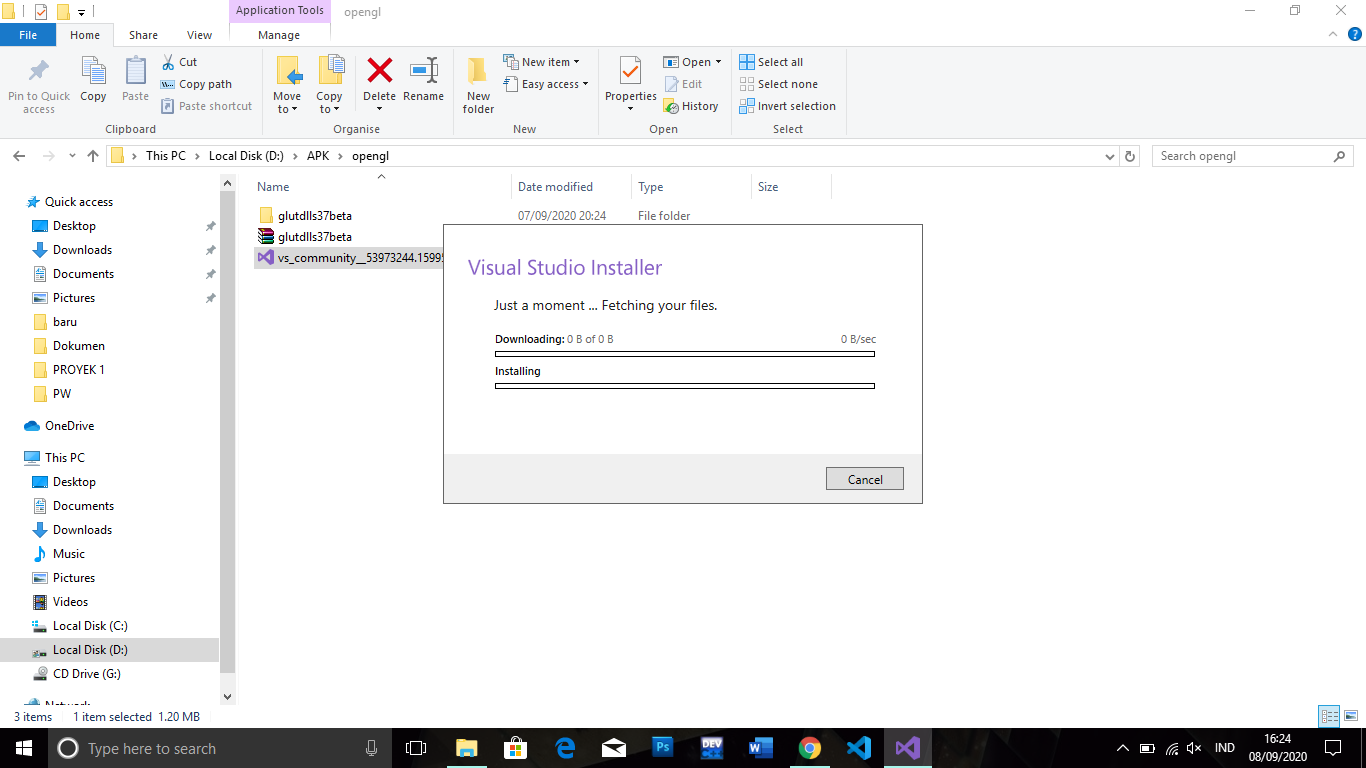 Application Tools
opengl
File
Home
Share
View
Manage
Pin to Quick access
Copy
Paste
Cut
Copy path
Paste shortcut
Clipboard
Move to
Copy to
Delete
Rename
Organise
New folder
New item
Easy access
New
Properties
Open
Edit
History
Open
Select all
Select none
Invert selection
Select
This PC > Local Disk (D:) > APK > opengl
Search opengl
Quick access
Desktop
Downloads
Documents
Pictures
baru
Dokumen
PROYEK 1
PW
OneDrive
This PC
Desktop
Documents
Downloads
Music
Pictures
Videos
Local Disk (C:)
Local Disk (D:)
CD Drive (G:)
Network
Name
Date modified
Type
Size
glutdlls37beta
07/09/2020 20:24
File folder
glutdlls37beta
vs_community__53973244.1599
Visual Studio Installer
Just a moment ... Fetching your files.
Downloading: 0 B of 0 B
0 B/sec
Installing
Cancel
3 items
1 item selected 1.20 MB
Type here to search
Ps
DEV
IND
16:24
08/09/2020